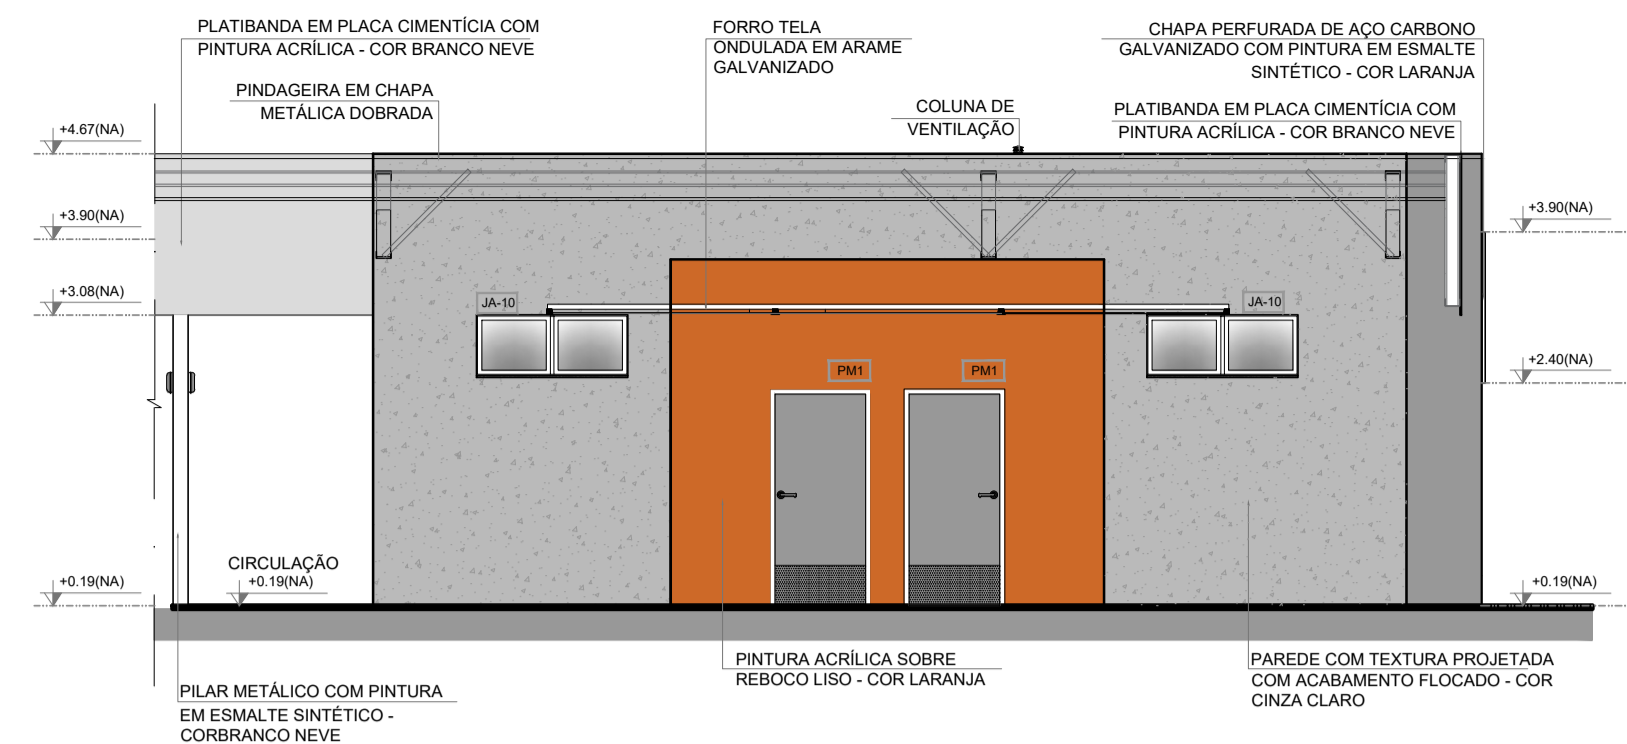 PLATIBANDA EM PLACA CIMENTÍCIA COM
PINTURA ACRÍLICA - COR BRANCO NEVE
FORRO TELA
ONDULADA EM ARAME
GALVANIZADO
CHAPA PERFURADA DE AÇO CARBONO
GALVANIZADO COM PINTURA EM ESMALTE
SINTÉTICO - COR LARANJA
PINDAGEIRA EM CHAPA
METÁLICA DOBRADA
COLUNA DE
VENTILAÇÃO
PLATIBANDA EM PLACA CIMENTÍCIA COM
PINTURA ACRÍLICA - COR BRANCO NEVE
+4.67(NA)
+3.90(NA)
+3.90(NA)
+3.08(NA)
JA-10
JA-10
+2.40(NA)
PM1
PM1
CIRCULAÇÃO
+0.19(NA)
+0.19(NA)
+0.19(NA)
PINTURA ACRÍLICA SOBRE
REBOCO LISO - COR LARANJA
PAREDE COM TEXTURA PROJETADA
COM ACABAMENTO FLOCADO - COR
CINZA CLARO
PILAR METÁLICO COM PINTURA
EM ESMALTE SINTÉTICO -
CORBRANCO NEVE